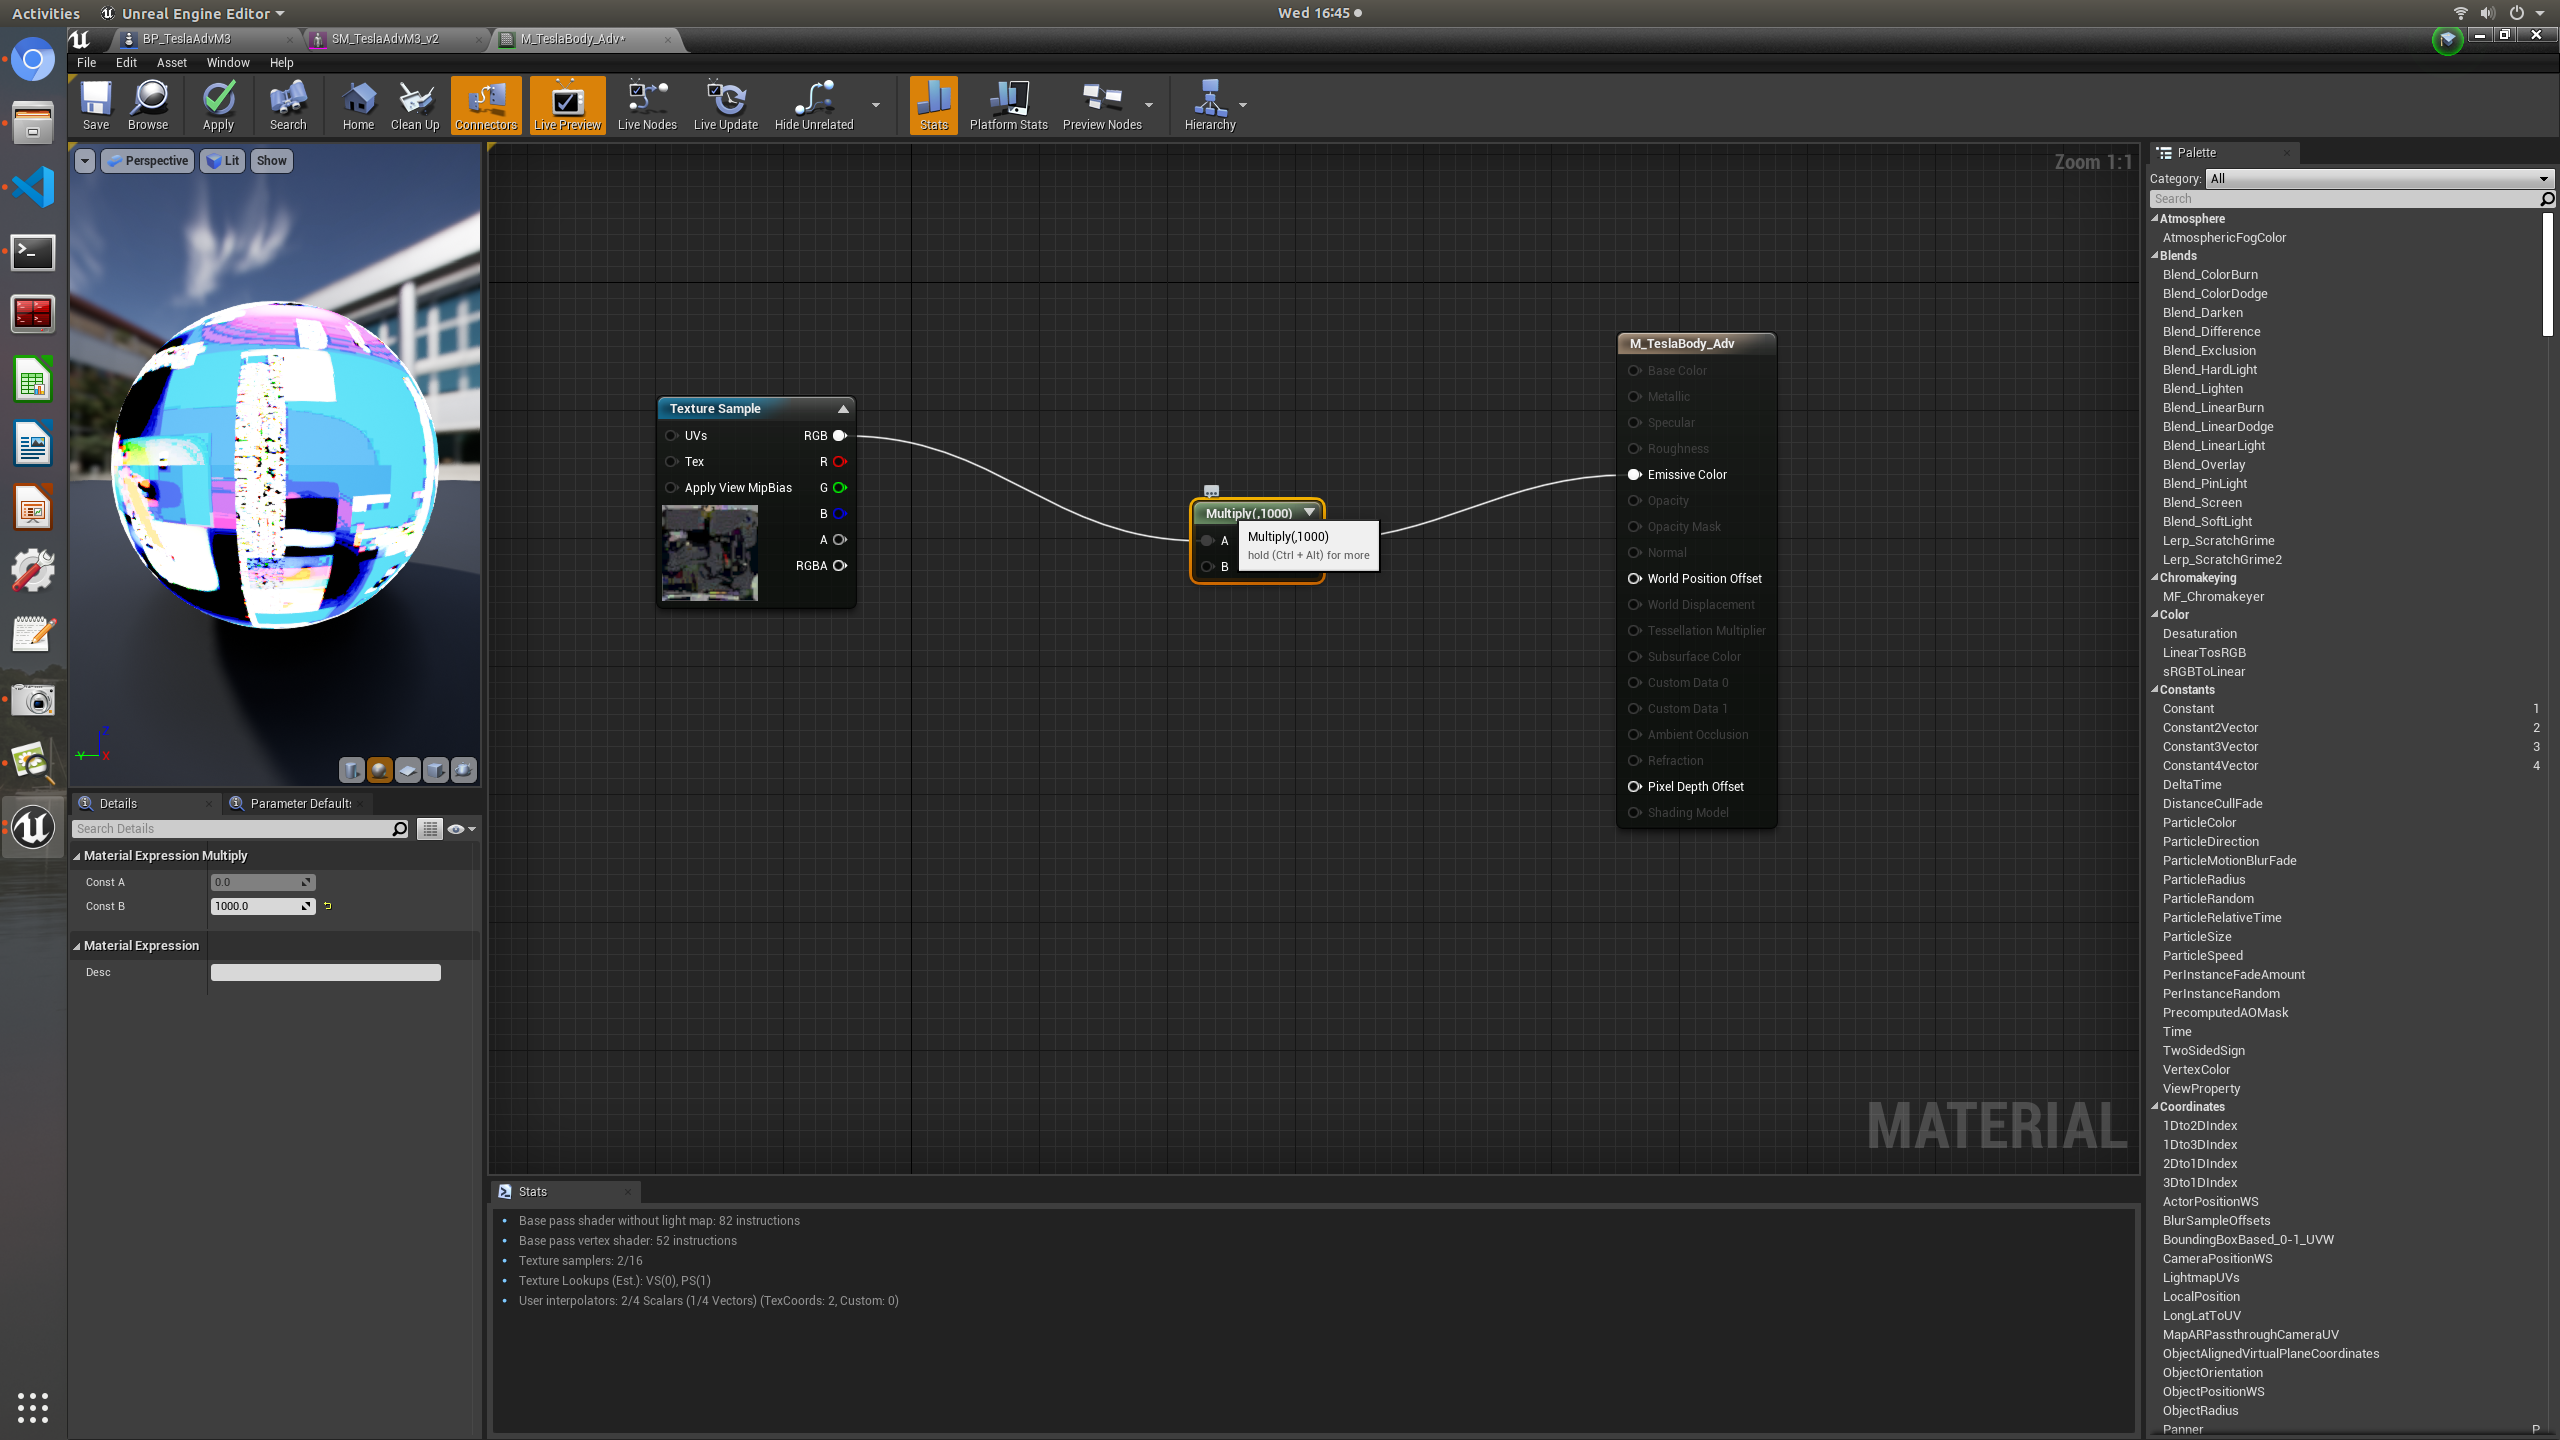 Activities
Unreal Engine Editor
Wed 16:45
BP_TeslaAdvM3
SM_TeslaAdvM3_v2
M_TeslaBody_Adv*
File Edit Asset Window Help
Save
Browse
Apply
Search
Home
Clean Up
Connectors
Live Preview
Live Nodes
Live Update
Hide Unrelated
Stats
Platform Stats
Preview Nodes
Hierarchy
Perspective
Lit
Show
Z
Y
X
Details
Parameter Defaults
Search Details
Material Expression Multiply
Const A 0.0
Const B 1000.0
Material Expression
Desc
Zoom 1:1
Texture Sample
UVs RGB
Tex R
Apply View MipBias G
B
A
RGBA
Multiply(,1000)
A
B
Multiply(,1000)
hold (Ctrl + Alt) for more
M_TeslaBody_Adv
Base Color
Metallic
Specular
Roughness
Emissive Color
Opacity
Opacity Mask
Normal
World Position Offset
World Displacement
Tessellation Multiplier
Subsurface Color
Custom Data 0
Custom Data 1
Ambient Occlusion
Refraction
Pixel Depth Offset
Shading Model
MATERIAL
Stats
Base pass shader without light map: 82 instructions
Base pass vertex shader: 52 instructions
Texture samplers: 2/16
Texture Lookups (Est.): VS(0), PS(1)
User interpolators: 2/4 Scalars (1/4 Vectors) (TexCoords: 2, Custom: 0)
Palette
Category: All
Search
Atmosphere
AtmosphericFogColor
Blends
Blend_ColorBurn
Blend_ColorDodge
Blend_Darken
Blend_Difference
Blend_Exclusion
Blend_HardLight
Blend_Lighten
Blend_LinearBurn
Blend_LinearDodge
Blend_LinearLight
Blend_Overlay
Blend_PinLight
Blend_Screen
Blend_SoftLight
Lerp_ScratchGrime
Lerp_ScratchGrime2
Chromakeying
MF_Chromakeyer
Color
Desaturation
LinearTosRGB
sRGBToLinear
Constants
Constant 1
Constant2Vector 2
Constant3Vector 3
Constant4Vector 4
DeltaTime
DistanceCullFade
ParticleColor
ParticleDirection
ParticleMotionBlurFade
ParticleRadius
ParticleRandom
ParticleRelativeTime
ParticleSize
ParticleSpeed
PerInstanceFadeAmount
PerInstanceRandom
PrecomputedAOMask
Time
TwoSidedSign
VertexColor
ViewProperty
Coordinates
1Dto2DIndex
1Dto3DIndex
2Dto1DIndex
3Dto1DIndex
ActorPositionWS
BlurSampleOffsets
BoundingBoxBased_0-1_UVW
CameraPositionWS
LightmapUVs
LocalPosition
LongLatToUV
MapARPassthroughCameraUV
ObjectAlignedVirtualPlaneCoordinates
ObjectOrientation
ObjectPositionWS
ObjectRadius
Panner P